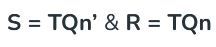 S = TQn’ & R = TQn